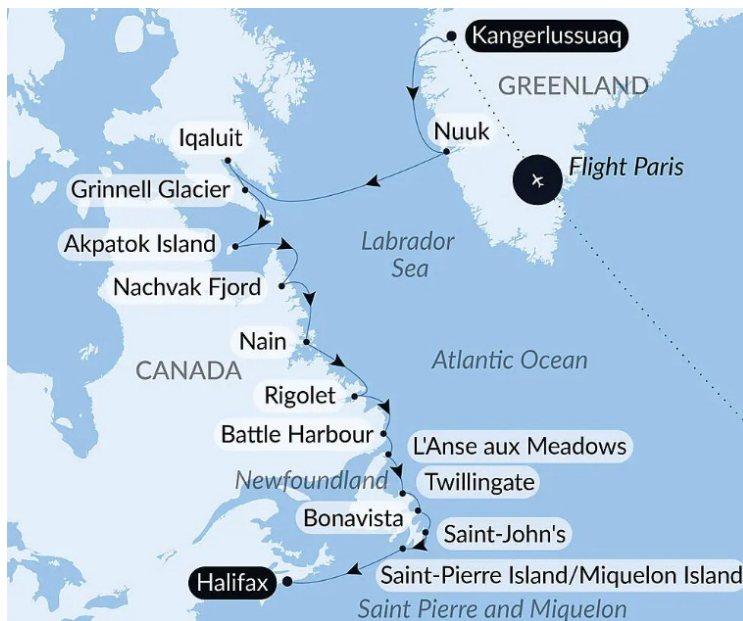 Kangerlussuaq
GREENLAND
Nuuk
Iqaluit
Flight Paris
Grinnell Glacier
Akpatok Island
Labrador
Sea
Nachvak Fjord
Nain
Atlantic Ocean
CANADA
Rigolet
Battle Harbour
L'Anse aux Meadows
Newfoundland
Twillingate
Bonavista
Saint-John's
Saint-Pierre Island/Miquelon Island
Halifax
Saint Pierre and Miquelon